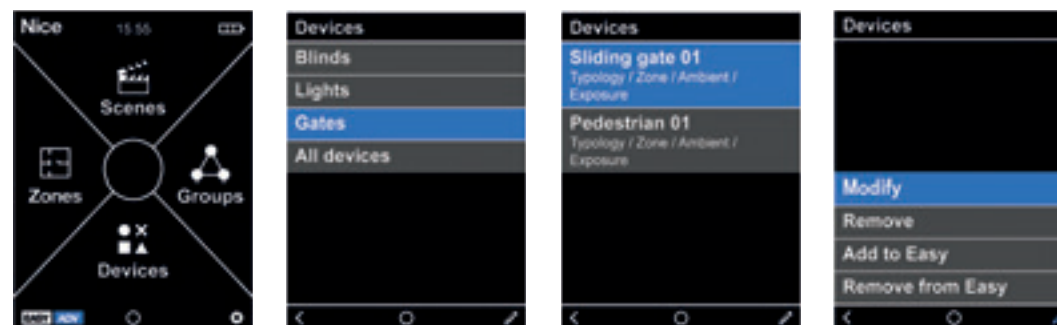 Nice 15:55
Scenes
Zones
Groups
Devices
EASY ADV
Devices
Blinds
Lights
Gates
All devices
Devices
Sliding gate 01
Typology / Zone / Ambient /
Exposure
Pedestrian 01
Typology / Zone / Ambient /
Exposure
Devices
Modify
Remove
Add to Easy
Remove from Easy